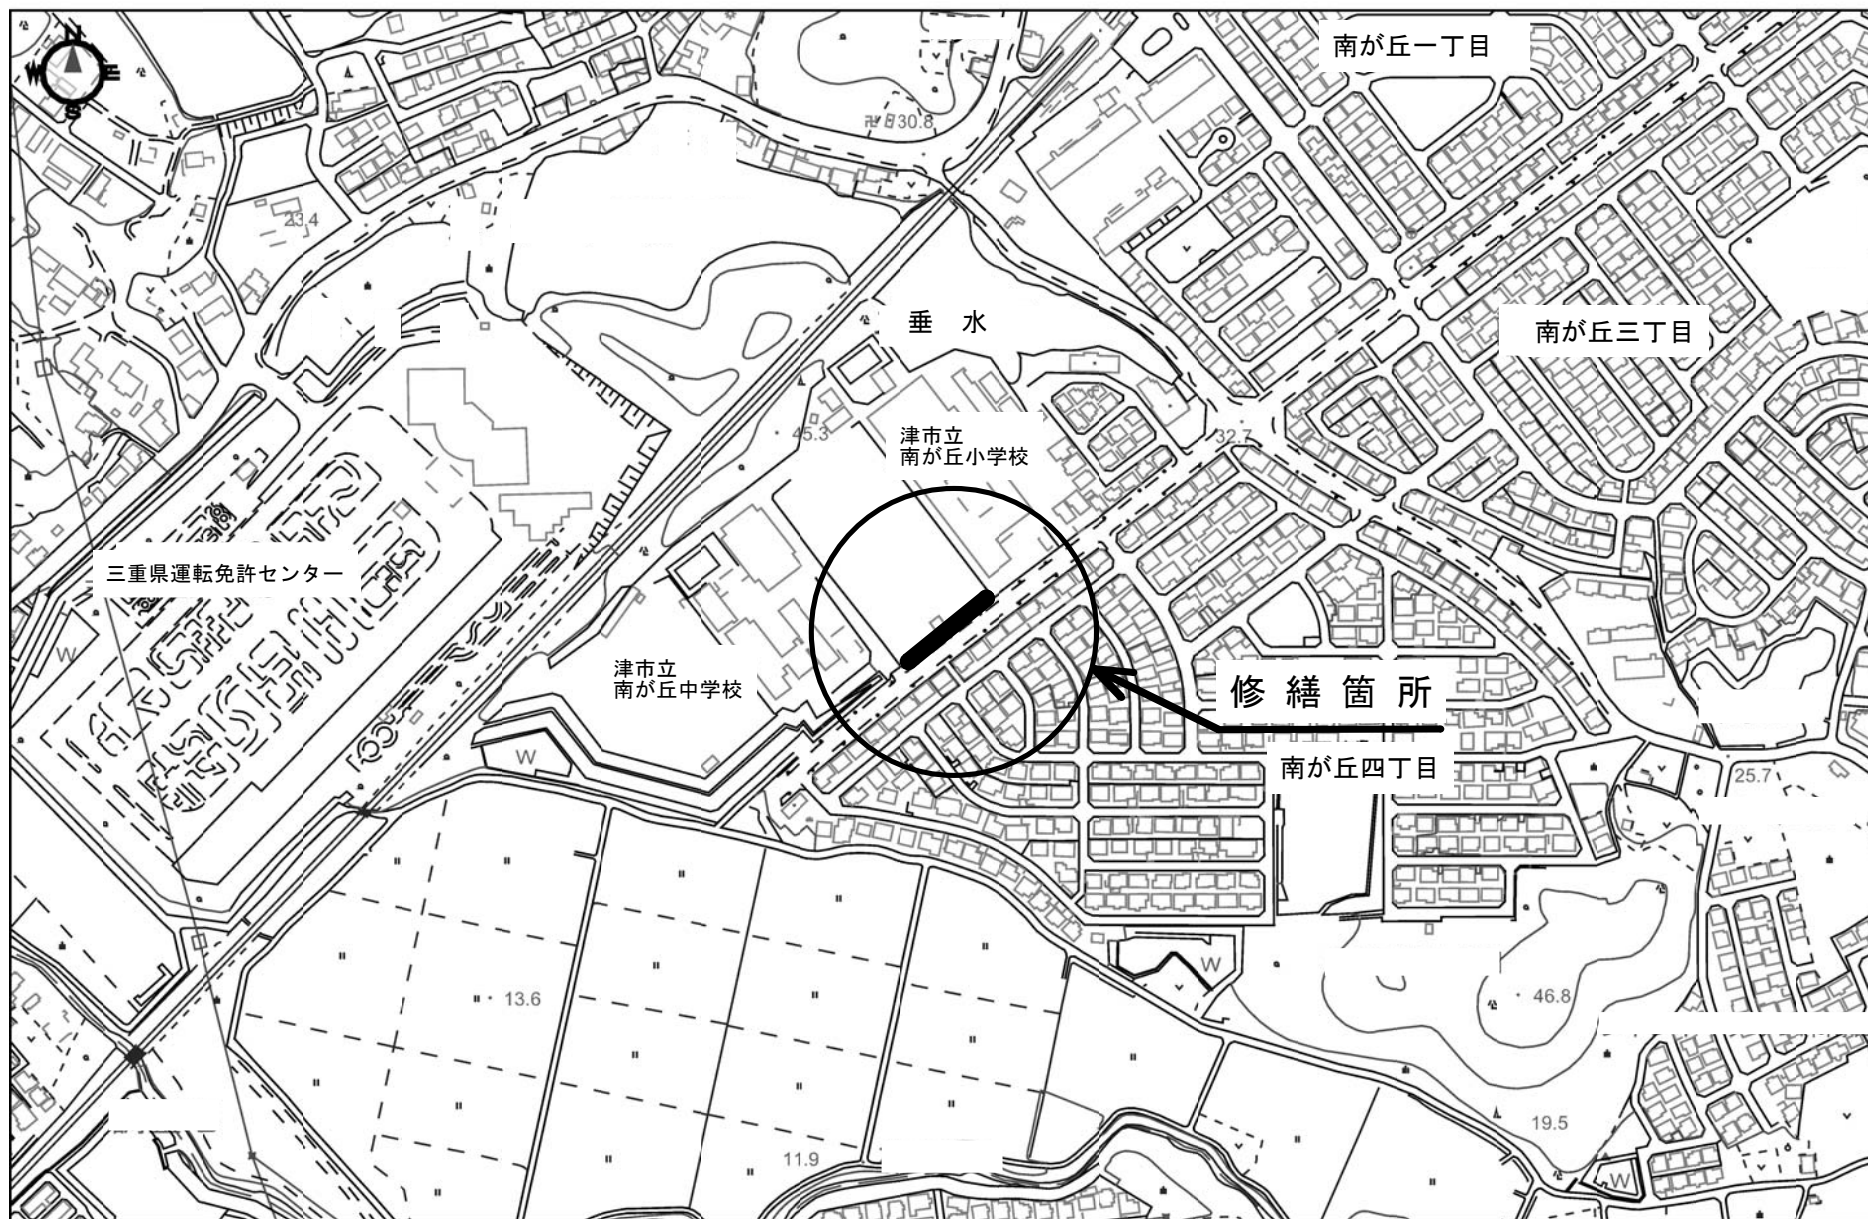 N
W E
S
南が丘一丁目
30.8
23.4
垂 水
南が丘三丁目
45.3
津市立
南が丘小学校
32.7
三重県運転免許センター
W
津市立
南が丘中学校
修 繕 箇 所
W
南が丘四丁目
25.7
W
13.6
46.8
19.5
11.9
W